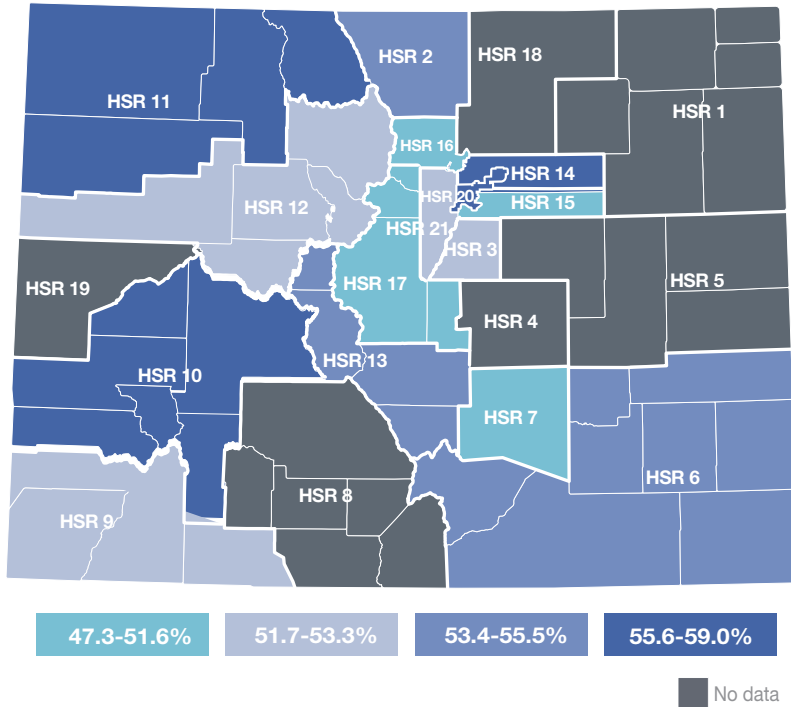 HSR 2
HSR 18
HSR 11
HSR 1
HSR 16
HSR 14
HSR 20
HSR 15
HSR 12
HSR 21
HSR 3
HSR 19
HSR 17
HSR 5
HSR 4
HSR 13
HSR 10
HSR 7
HSR 6
HSR 8
HSR 9
47.3-51.6%
51.7-53.3%
53.4-55.5%
55.6-59.0%
No data